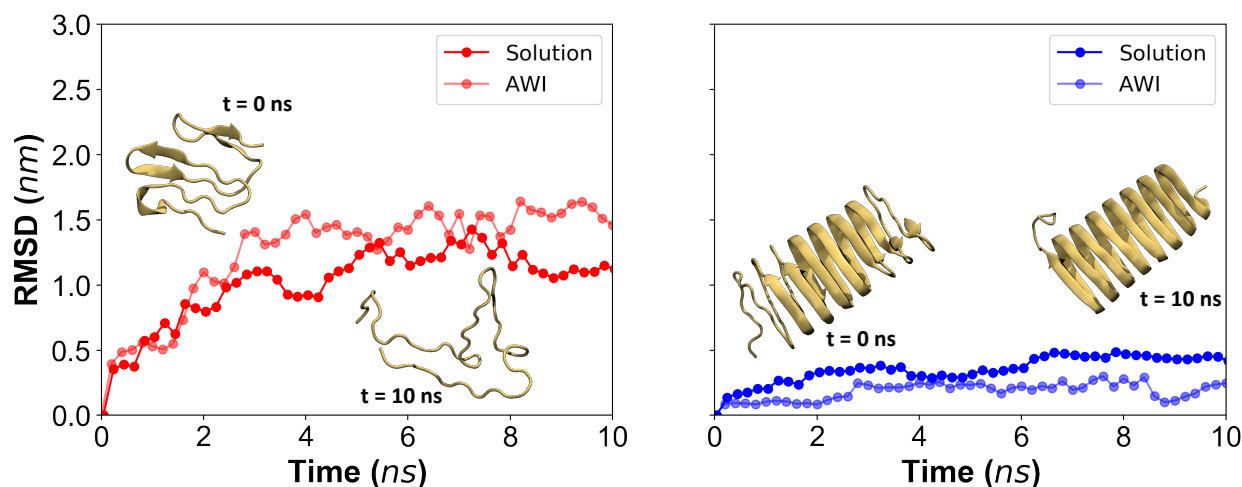 3.0
2.5
2.0
1.5
1.0
0.5
0.0
RMSD (nm)
Solution
AWI
t = 0 ns
t = 10 ns
0 2 4 6 8 10
Time (ns)
Solution
AWI
t = 0 ns
t = 10 ns
0 2 4 6 8 10
Time (ns)